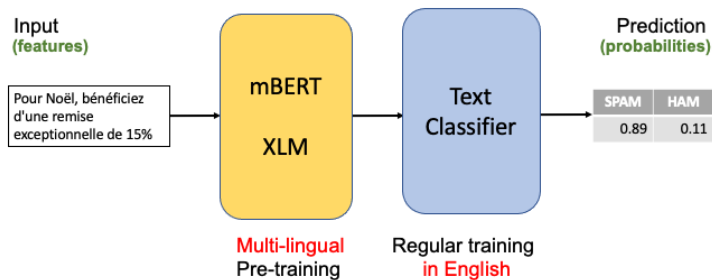 Input
(features)
Pour Noël, bénéficiez
d'une remise
exceptionnelle de 15%
mBERT
XLM
Multi-lingual
Pre-training
Text
Classifier
Regular training
in English
Prediction
(probabilities)
SPAM HAM
0.89 0.11